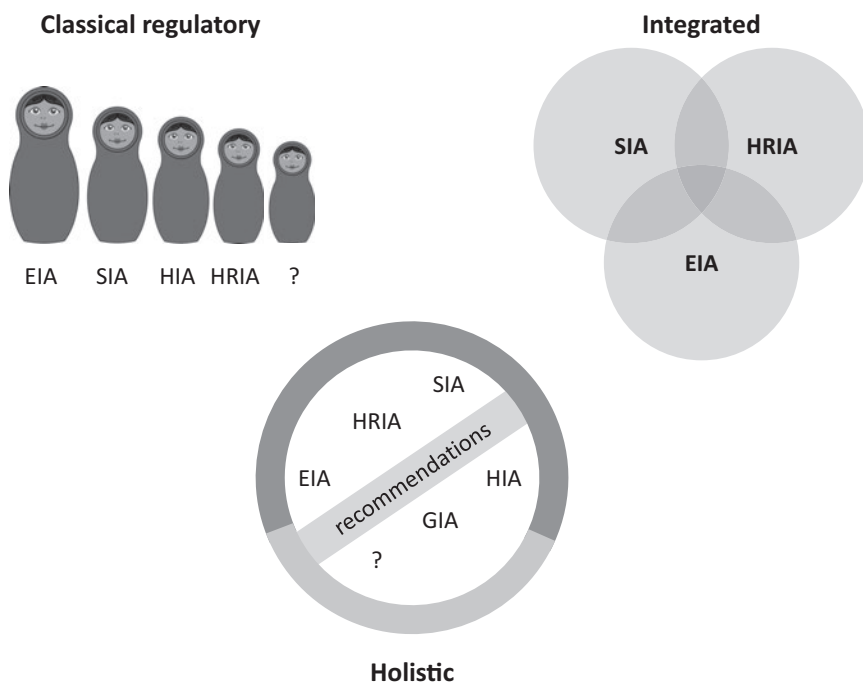 Classical regulatory
Integrated
EIA SIA HIA HRIA ?
SIA HRIA
EIA
SIA
HRIA
EIA
recommendations
HIA
GIA
?
Holistic